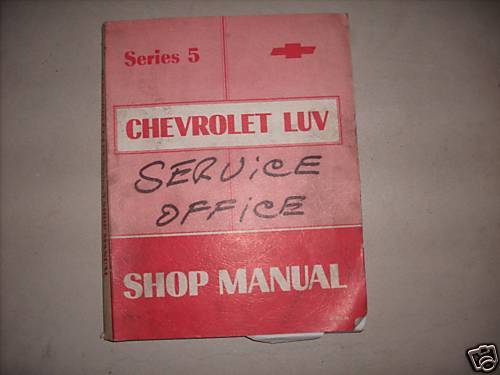 Series 5
CHEVROLET LUV
SERViCE
OFFiCE
SHOP MANUAL